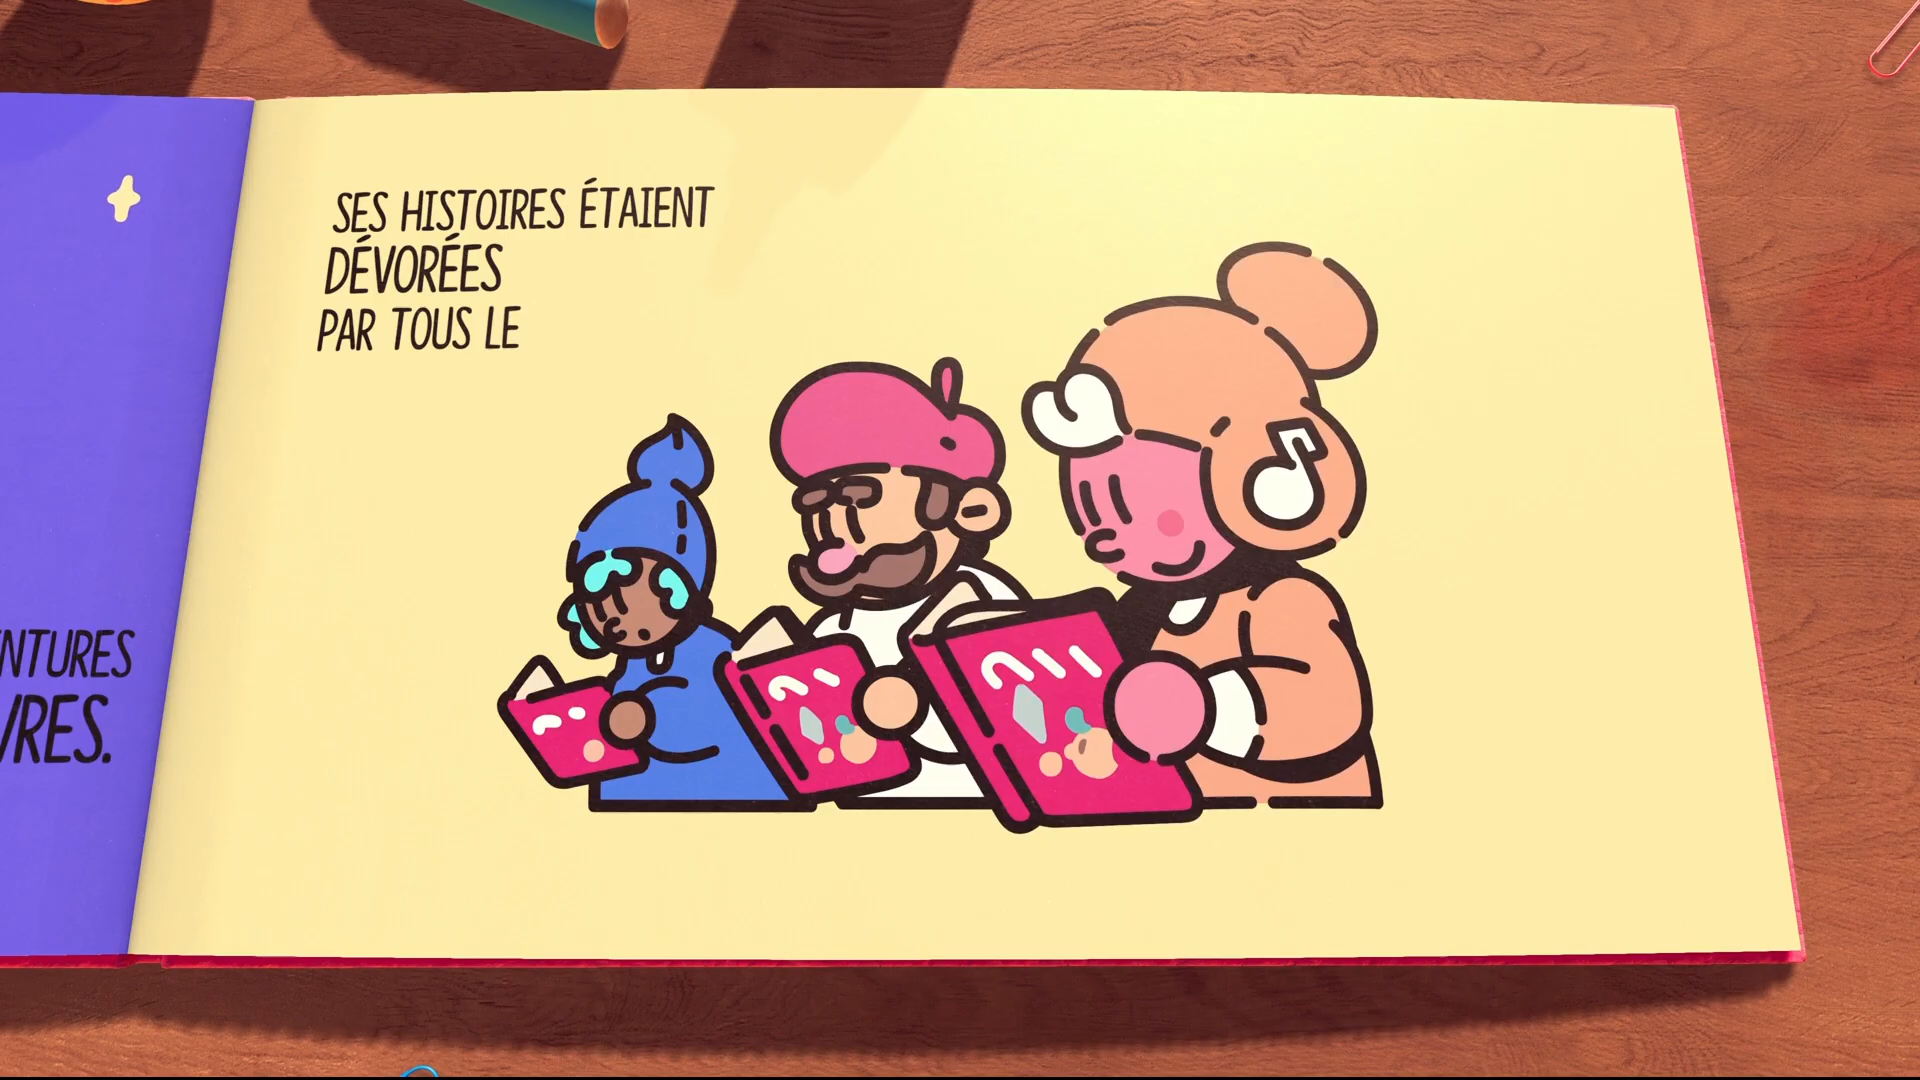 NTURES
VRES.
SES HISTOIRES ÉTAIENT
DÉVORÉES
PAR TOUS LE